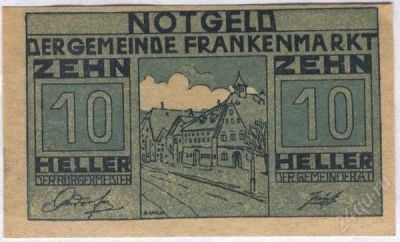 NOTGELD
DER GEMEINDE FRANKENMARKT
ZEHN ZEHN
10 10
HELLER HELLER
DER BÜRGERMEISTER DER GEMEINDERAT